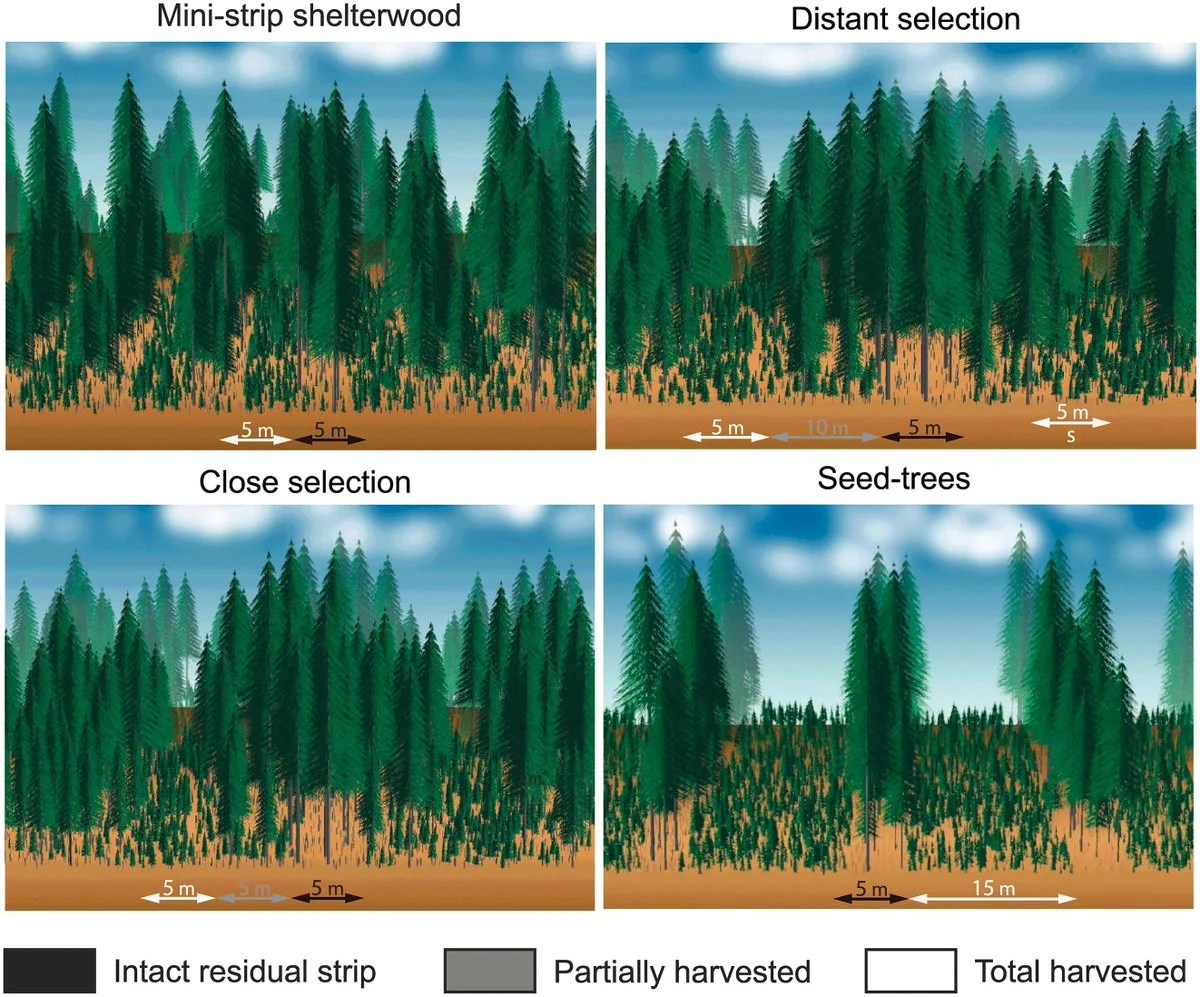 Mini-strip shelterwood
Distant selection
5 m 5 m
5 m 10 m 5 m 5 m
s
Close selection
Seed-trees
5 m 5 m 5 m
5 m 15 m
Intact residual strip Partially harvested Total harvested